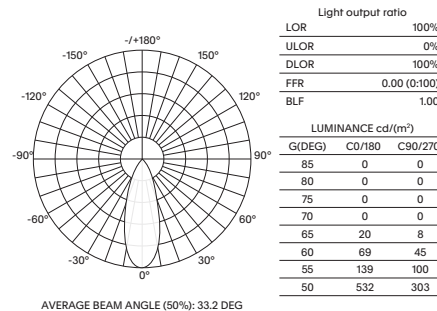 -/+180°
-150° 150°
-120° 120°
-90° 90°
-60° 60°
-30° 30°
0°
AVERAGE BEAM ANGLE (50%): 33.2 DEG
Light output ratio
LOR 100%
ULOR 0%
DLOR 100%
FFR 0.00 (0:100)
BLF 1.00
LUMINANCE cd/(m²)
G(DEG) C0/180 C90/270
85 0 0
80 0 0
75 0 0
70 0 0
65 20 8
60 69 45
55 139 100
50 532 303